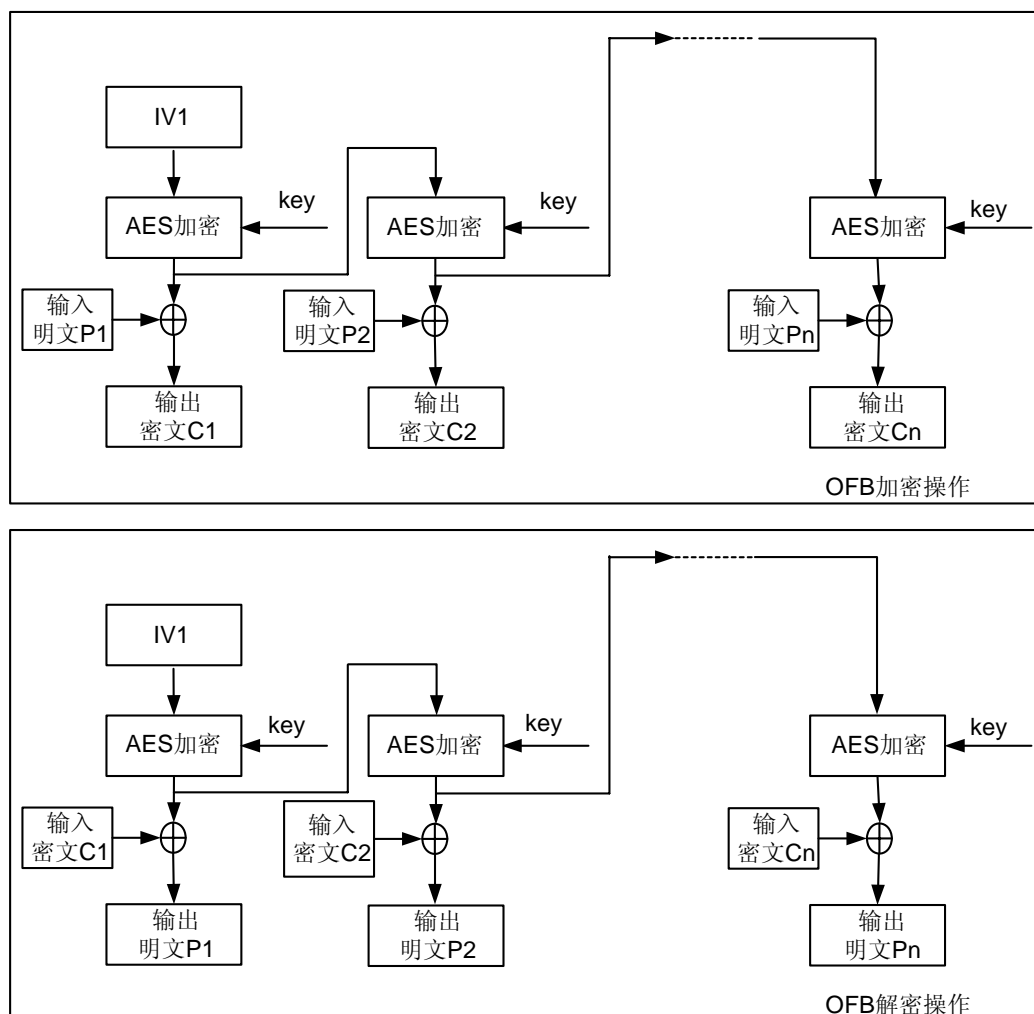 IV1
AES加密
key
AES加密
key
AES加密
key
输入
明文P1
输入
明文P2
输入
明文Pn
输出
密文C1
输出
密文C2
输出
密文Cn
OFB加密操作
IV1
AES加密
key
AES加密
key
AES加密
key
输入
密文C1
输入
密文C2
输入
密文Cn
输出
明文P1
输出
明文P2
输出
明文Pn
OFB解密操作